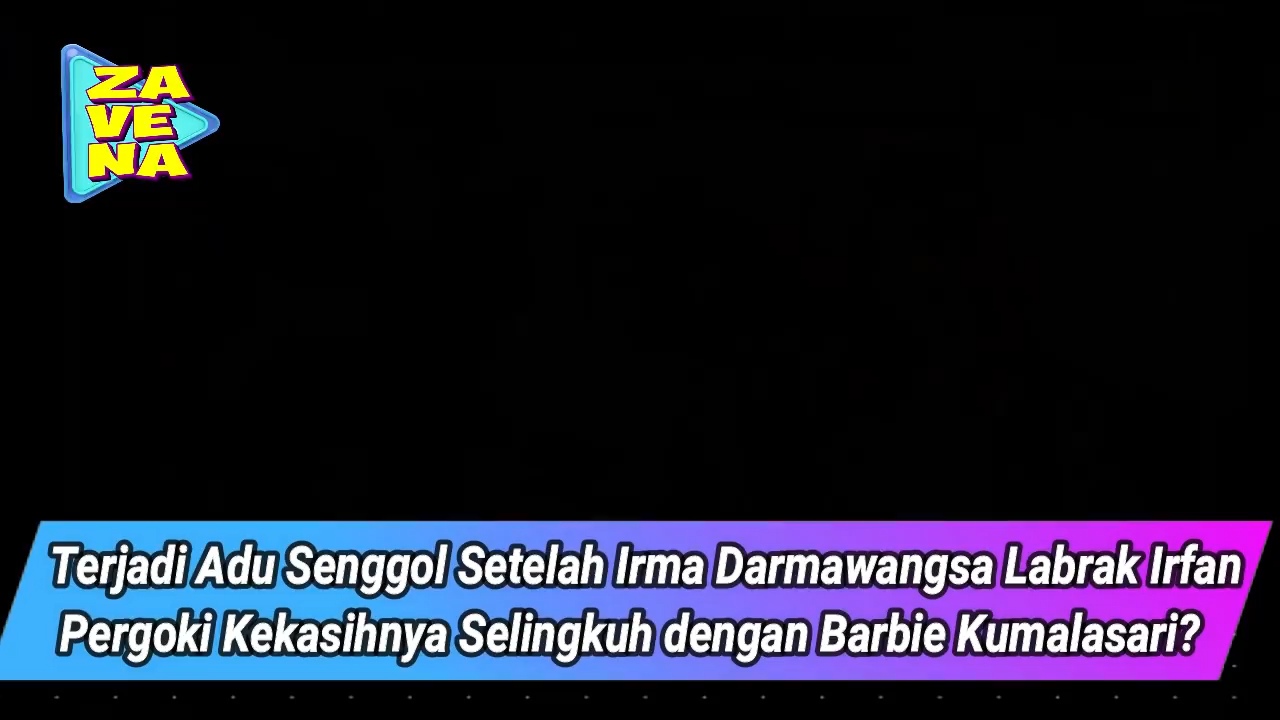 ZA
VE
NA
Terjadi Adu Senggol Setelah Irma Darmawangsa Labrak Irfan
Pergoki Kekasihnya Selingkuh dengan Barbie Kumalasari?